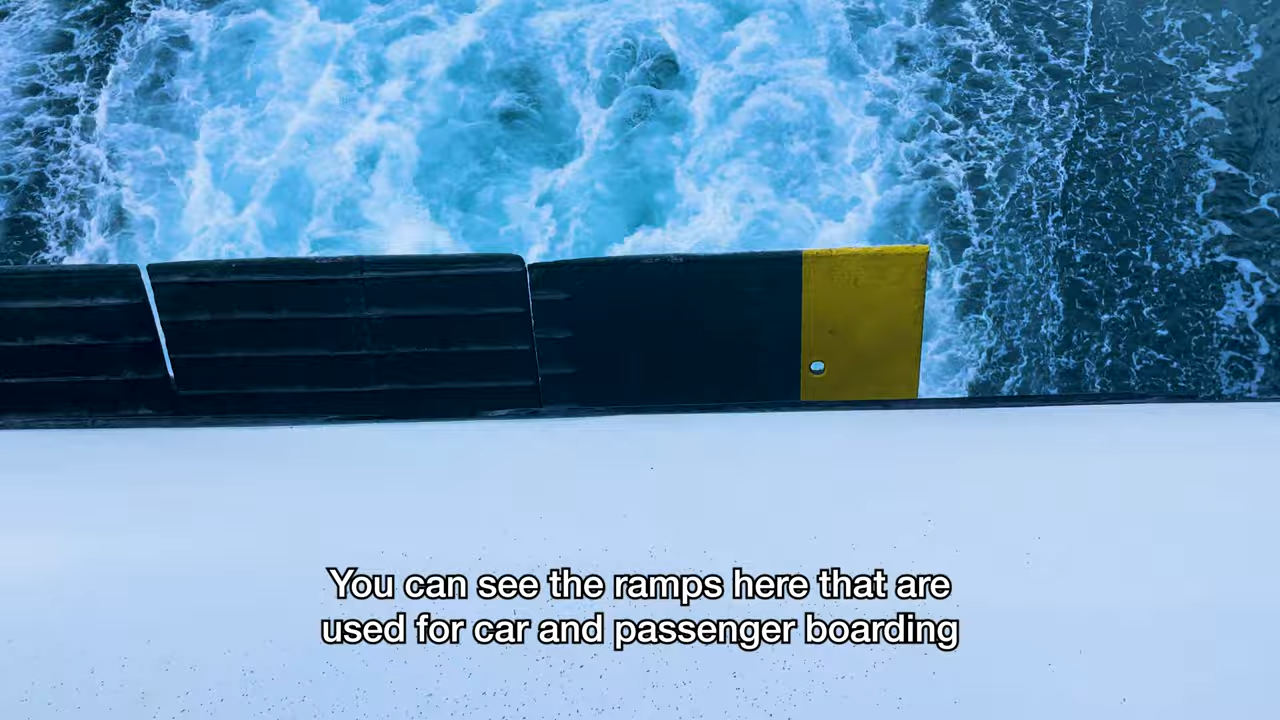 You can see the ramps here that are
used for car and passenger boarding